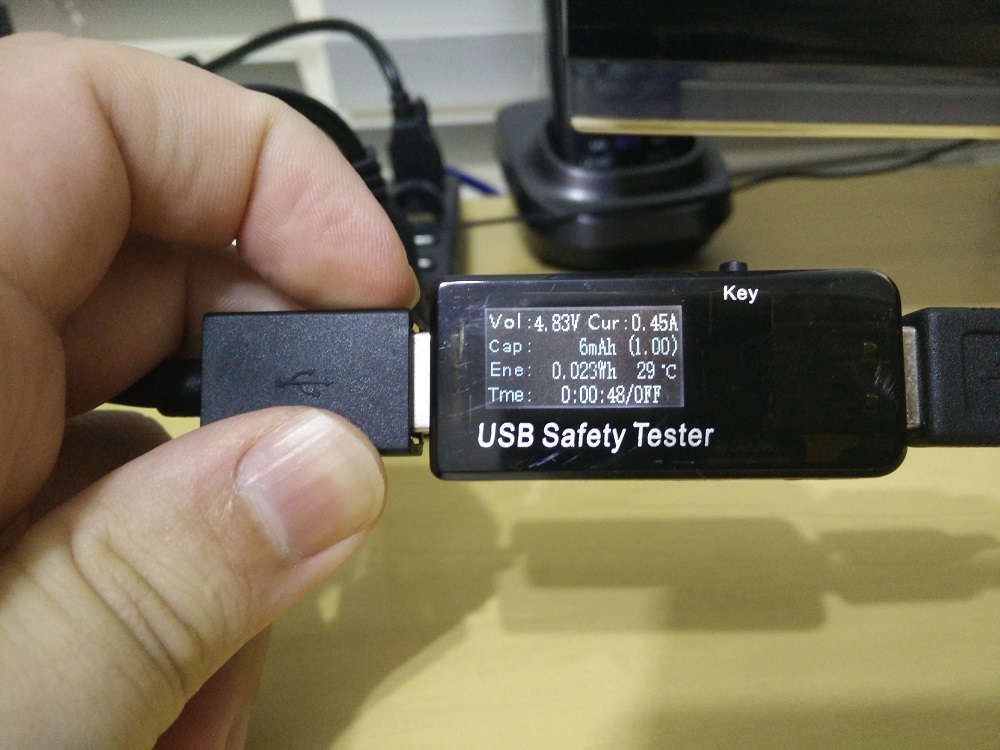 Key
Vol:4.83V Cur:0.45A
Cap: 6mAh (1.00)
Ene: 0.023Wh 29℃
Tme: 0:00:48/OFF
USB Safety Tester